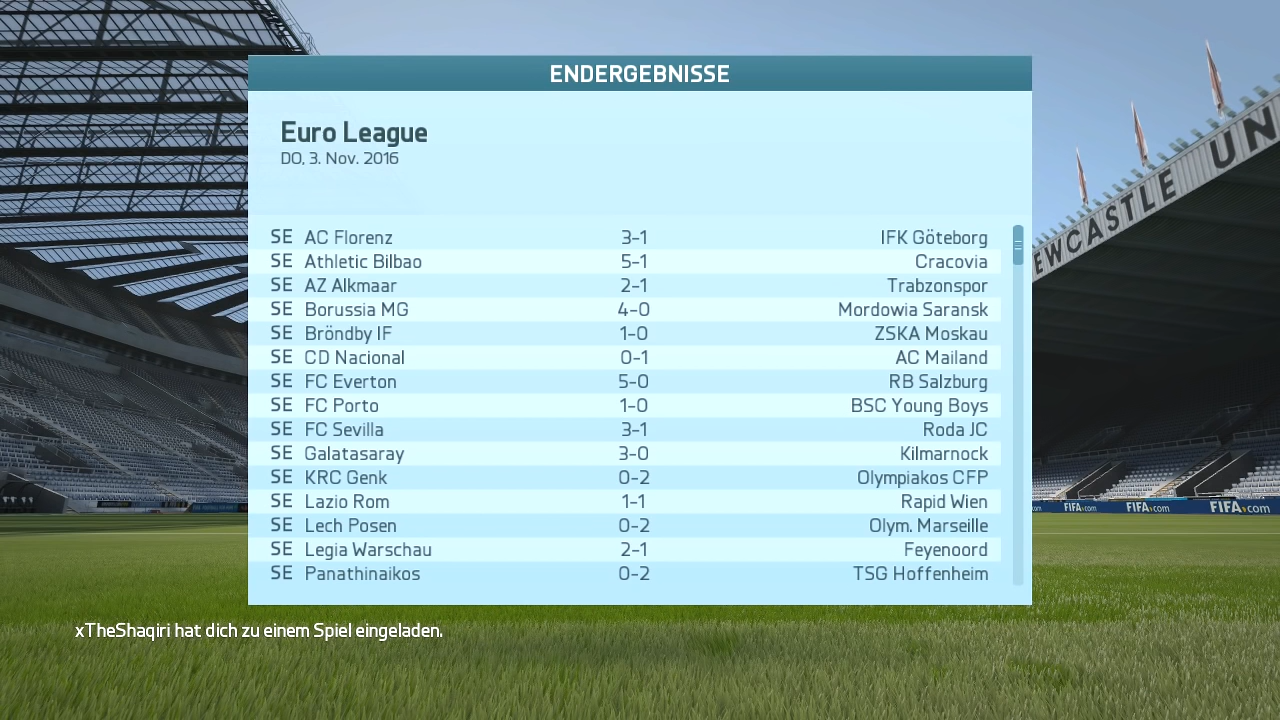 ENDERGEBNISSE
Euro League
DO, 3. Nov. 2016
SE AC Florenz 3-1 IFK Göteborg
SE Athletic Bilbao 5-1 Cracovia
SE AZ Alkmaar 2-1 Trabzonspor
SE Borussia MG 4-0 Mordowia Saransk
SE Bröndby IF 1-0 ZSKA Moskau
SE CD Nacional 0-1 AC Mailand
SE FC Everton 5-0 RB Salzburg
SE FC Porto 1-0 BSC Young Boys
SE FC Sevilla 3-1 Roda JC
SE Galatasaray 3-0 Kilmarnock
SE KRC Genk 0-2 Olympiakos CFP
SE Lazio Rom 1-1 Rapid Wien
SE Lech Posen 0-2 Olym. Marseille
SE Legia Warschau 2-1 Feyenoord
SE Panathinaikos 0-2 TSG Hoffenheim
xTheShaqiri hat dich zu einem Spiel eingeladen.
EWCASTLE UN
FIFA.com FIFA.com